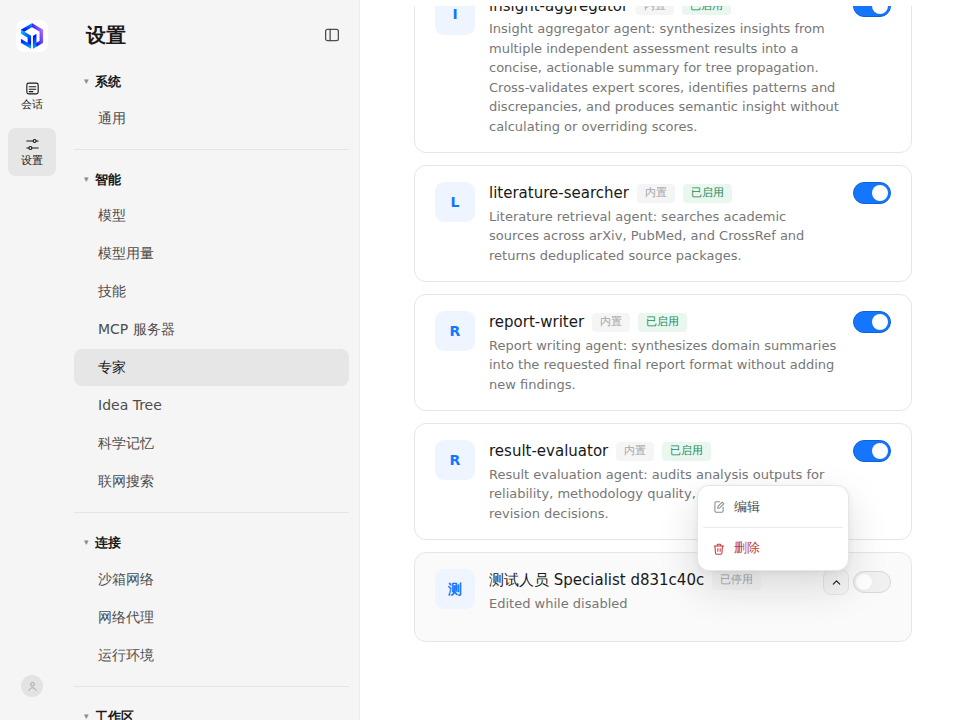 设置
会话
设置
系统
通用
智能
模型
模型用量
技能
MCP 服务器
专家
Idea Tree
科学记忆
联网搜索
连接
沙箱网络
网络代理
运行环境
工作区
I
insight-aggregator 内置 已启用
Insight aggregator agent: synthesizes insights from
multiple independent assessment results into a
concise, actionable summary for tree propagation.
Cross-validates expert scores, identifies patterns and
discrepancies, and produces semantic insight without
calculating or overriding scores.
L
literature-searcher 内置 已启用
Literature retrieval agent: searches academic
sources across arXiv, PubMed, and CrossRef and
returns deduplicated source packages.
R
report-writer 内置 已启用
Report writing agent: synthesizes domain summaries
into the requested final report format without adding
new findings.
R
result-evaluator 内置 已启用
Result evaluation agent: audits analysis outputs for
reliability, methodology quality,
revision decisions.
编辑
删除
测
测试人员 Specialist d831c40c 已停用
Edited while disabled